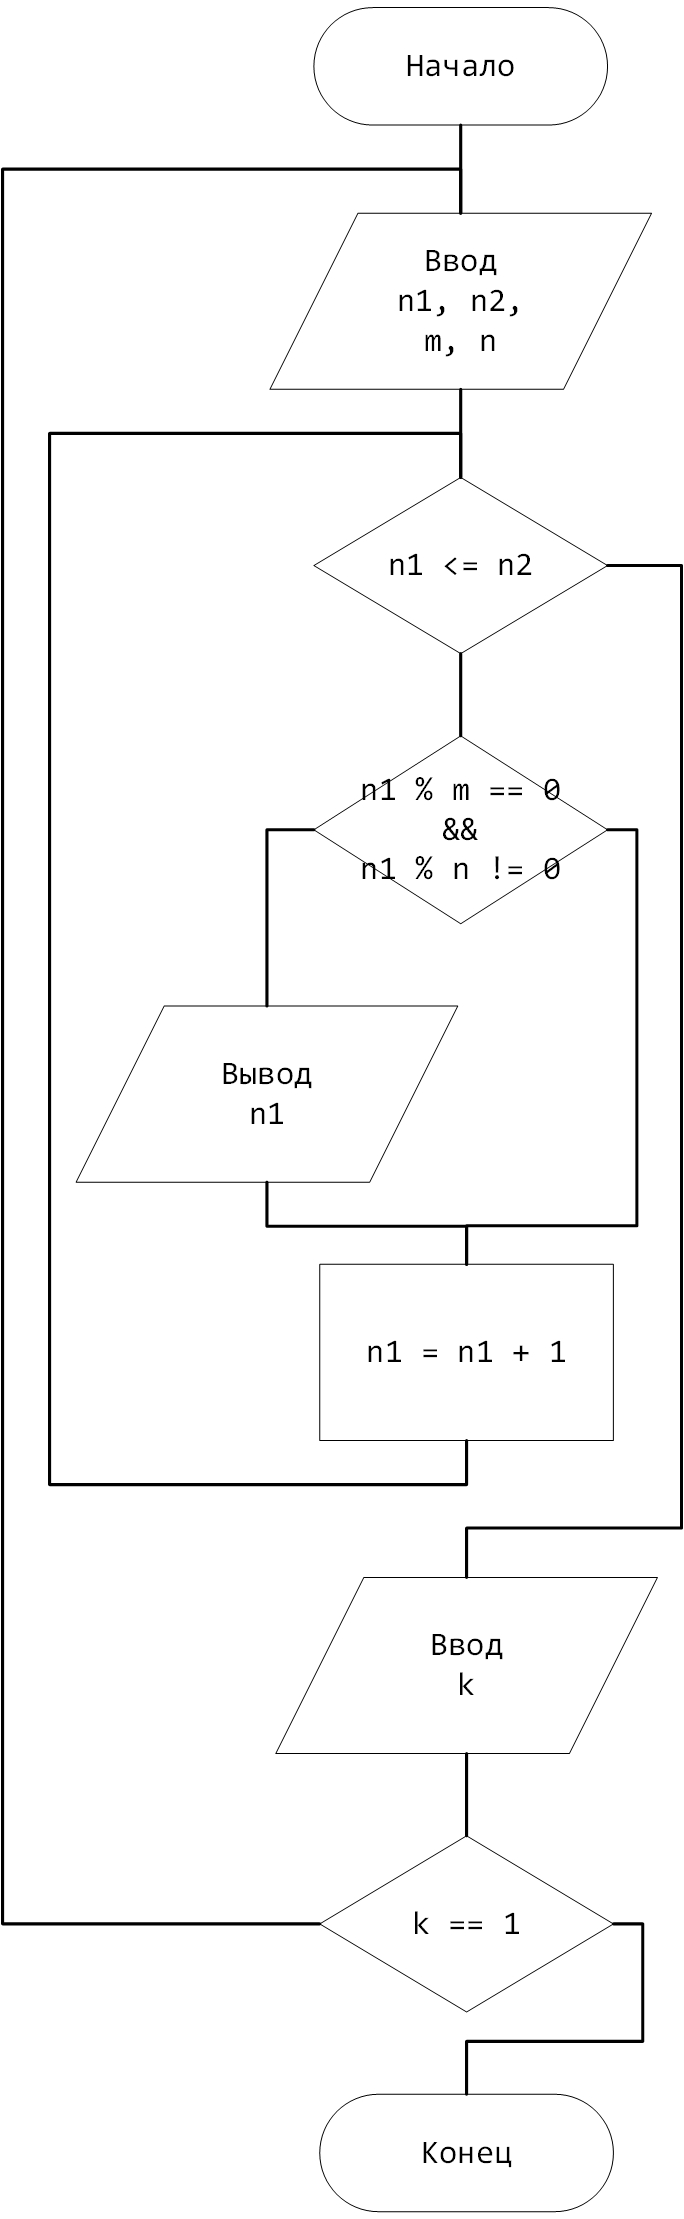 Начало
Ввод
n1, n2,
m, n
n1 <= n2
n1 % m == 0
&&
n1 % n != 0
Вывод
n1
n1 = n1 + 1
Ввод
k
k == 1
Конец